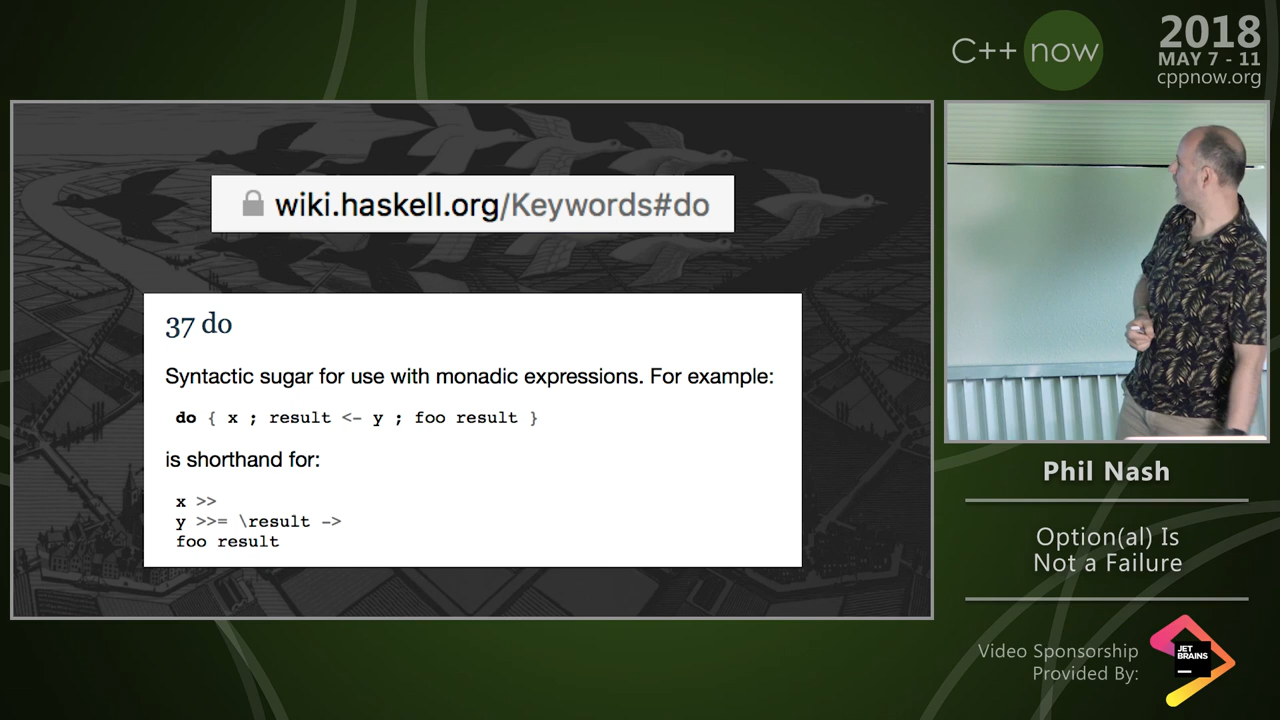 C++ now
2018
MAY 7 - 11
cppnow.org
wiki.haskell.org/Keywords#do
37 do
Syntactic sugar for use with monadic expressions. For example:
do { x ; result <- y ; foo result }
is shorthand for:
x >>
y >>= \result ->
foo result
Phil Nash
Option(al) Is
Not a Failure
Video Sponsorship
Provided By:
JET
BRAINS